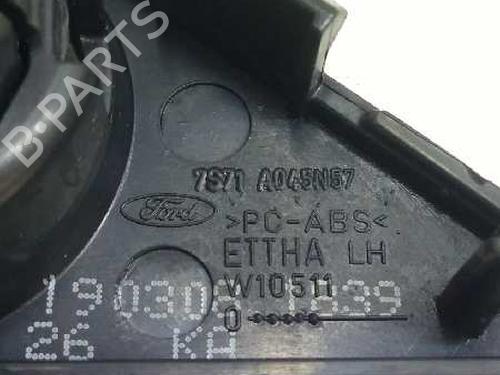 B-PARTS
7S71 A045N57
Ford >PC-ABS<
ETTHA LH
W10511
0
26 KA